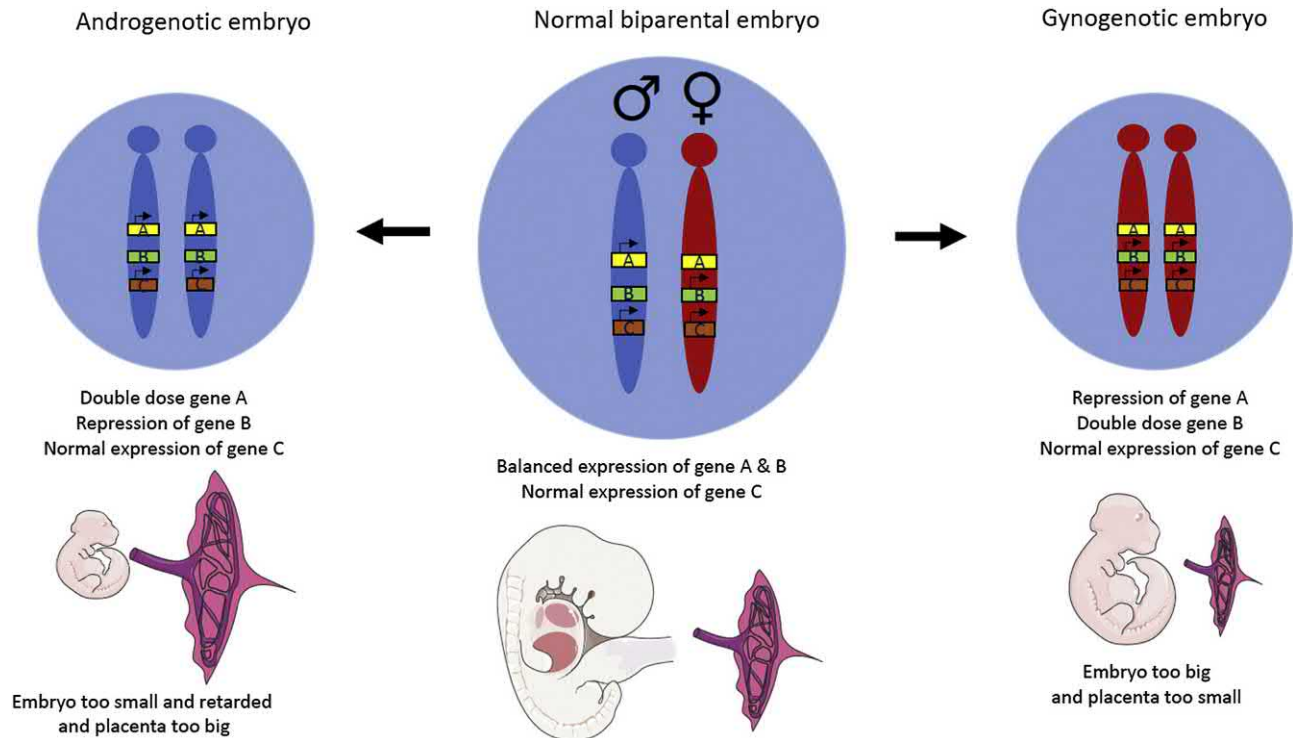 Androgenotic embryo
Normal biparental embryo
Gynogenotic embryo
♂ ♀
A A
B B
C C
A A
B B
C C
A A
B B
C C
Double dose gene A
Repression of gene B
Normal expression of gene C
Balanced expression of gene A & B
Normal expression of gene C
Repression of gene A
Double dose gene B
Normal expression of gene C
Embryo too small and retarded
and placenta too big
Embryo too big
and placenta too small